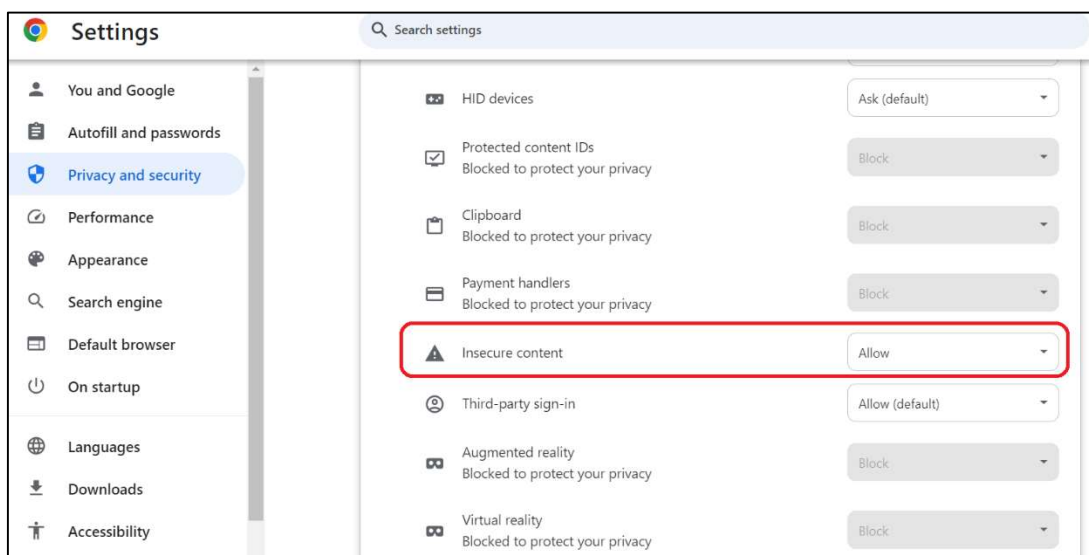 Settings
Search settings
You and Google
Autofill and passwords
Privacy and security
Performance
Appearance
Search engine
Default browser
On startup
Languages
Downloads
Accessibility
HID devices
Ask (default)
Protected content IDs
Blocked to protect your privacy
Block
Clipboard
Blocked to protect your privacy
Block
Payment handlers
Blocked to protect your privacy
Block
Insecure content
Allow
Third-party sign-in
Allow (default)
Augmented reality
Blocked to protect your privacy
Block
Virtual reality
Blocked to protect your privacy
Block